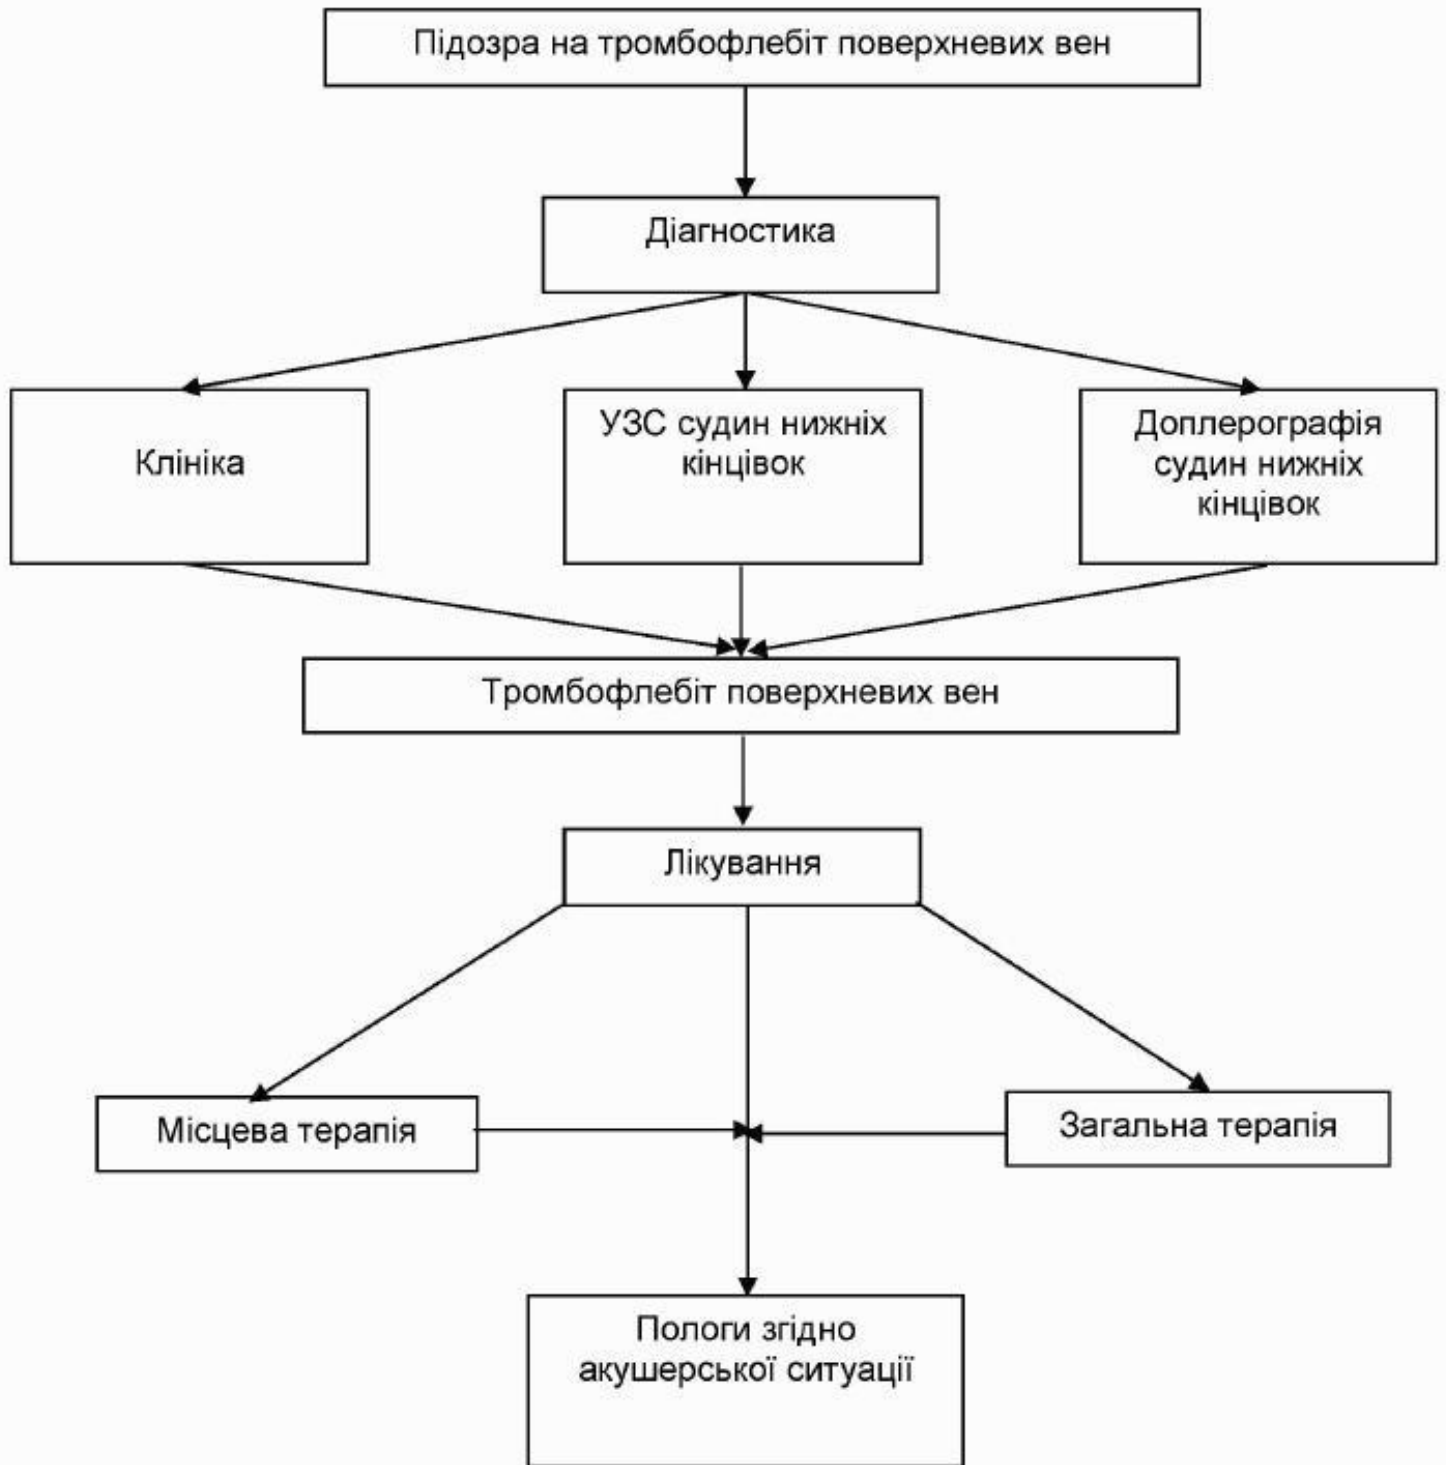 Підозра на тромбофлебіт поверхневих вен
Діагностика
Клініка
УЗС судин нижніх
кінцівок
Доплерографія
судин нижніх
кінцівок
Тромбофлебіт поверхневих вен
Лікування
Місцева терапія
Загальна терапія
Пологи згідно
акушерської ситуації